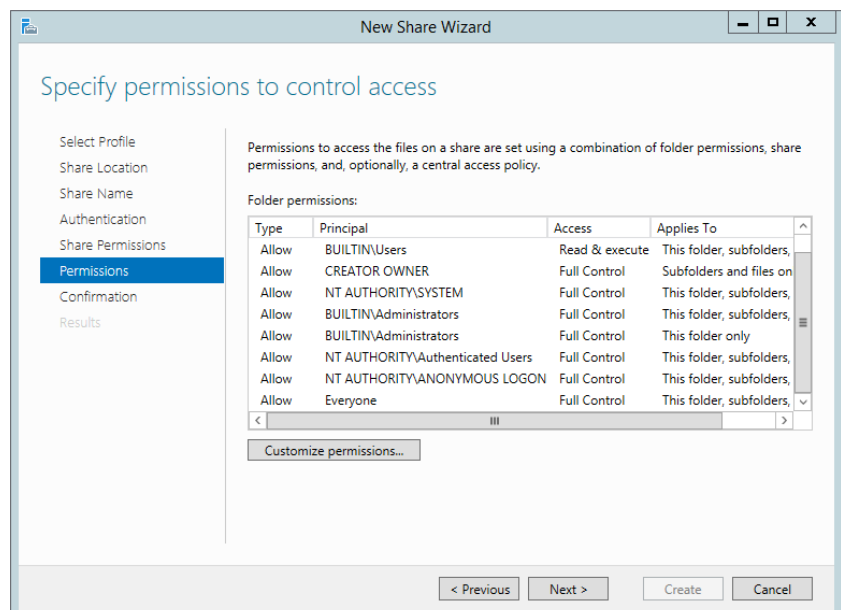 New Share Wizard
Specify permissions to control access
Select Profile
Share Location
Share Name
Authentication
Share Permissions
Permissions
Confirmation
Results
Permissions to access the files on a share are set using a combination of folder permissions, share
permissions, and, optionally, a central access policy.
Folder permissions:
Type Principal Access Applies To
Allow BUILTIN\Users Read & execute This folder, subfolders,
Allow CREATOR OWNER Full Control Subfolders and files on
Allow NT AUTHORITY\SYSTEM Full Control This folder, subfolders,
Allow BUILTIN\Administrators Full Control This folder, subfolders,
Allow BUILTIN\Administrators Full Control This folder only
Allow NT AUTHORITY\Authenticated Users Full Control This folder, subfolders,
Allow NT AUTHORITY\ANONYMOUS LOGON Full Control This folder, subfolders,
Allow Everyone Full Control This folder, subfolders,
Customize permissions...
< Previous Next > Create Cancel